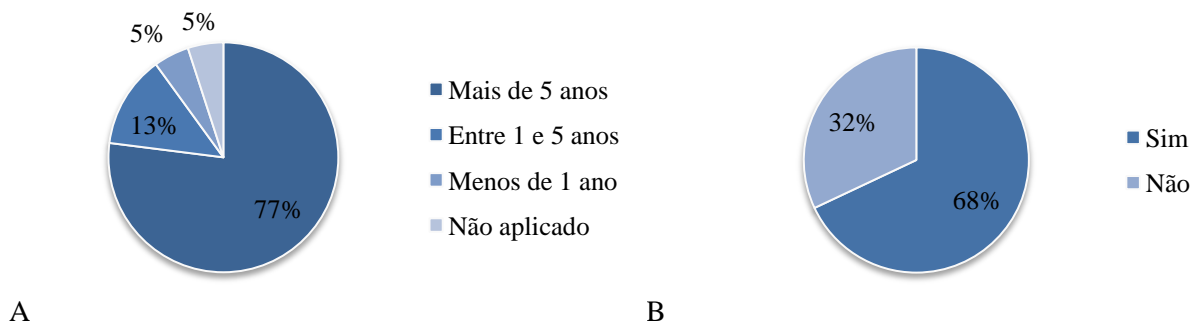 5%
5%
13%
77%
Mais de 5 anos
Entre 1 e 5 anos
Menos de 1 ano
Não aplicado
A
32%
68%
Sim
Não
B